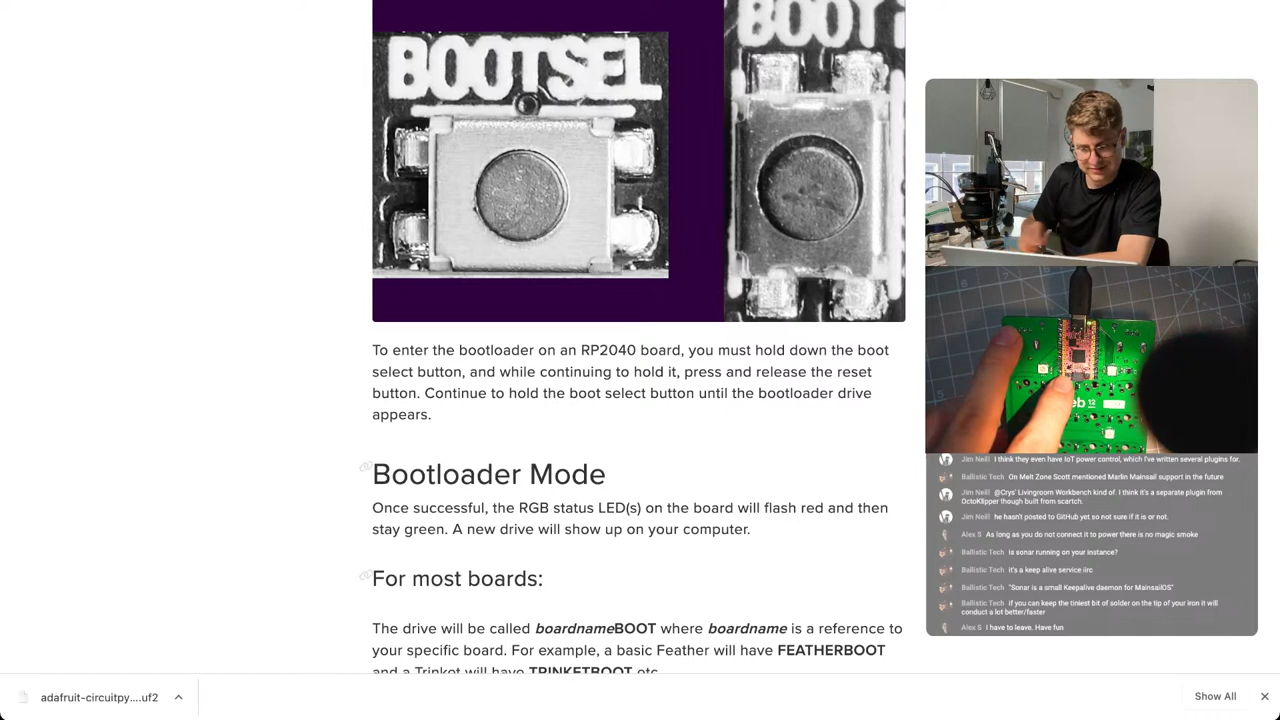 BOOTSEL
BOOT
To enter the bootloader on an RP2040 board, you must hold down the boot
select button, and while continuing to hold it, press and release the reset
button. Continue to hold the boot select button until the bootloader drive
appears.
Bootloader Mode
Once successful, the RGB status LED(s) on the board will flash red and then
stay green. A new drive will show up on your computer.
For most boards:
The drive will be called boardnameBOOT where boardname is a reference to
your specific board. For example, a basic Feather will have FEATHERBOOT
and a Trinket will have TRINKETBOOT etc
eb 12
Jim Neill I think they even have IoT power control, which I've written several plugins for.
Ballistic Tech On Melt Zone Scott mentioned Marlin Mainsail support in the future
Jim Neill @Crys' Livingroom Workbench kind of. I think it's a separate plugin from
OctoKlipper though built from scartch.
Jim Neill he hasn't posted to GitHub yet so not sure if it is or not.
Alex S As long as you do not connect it to power there is no magic smoke
Ballistic Tech is sonar running on your instance?
Ballistic Tech it's a keep alive service iirc
Ballistic Tech "Sonar is a small Keepalive daemon for MainsailOS"
Ballistic Tech if you can keep the tiniest bit of solder on the tip of your iron it will
conduct a lot better/faster
Alex S I have to leave. Have fun
adafruit-circuitpy....uf2
Show All